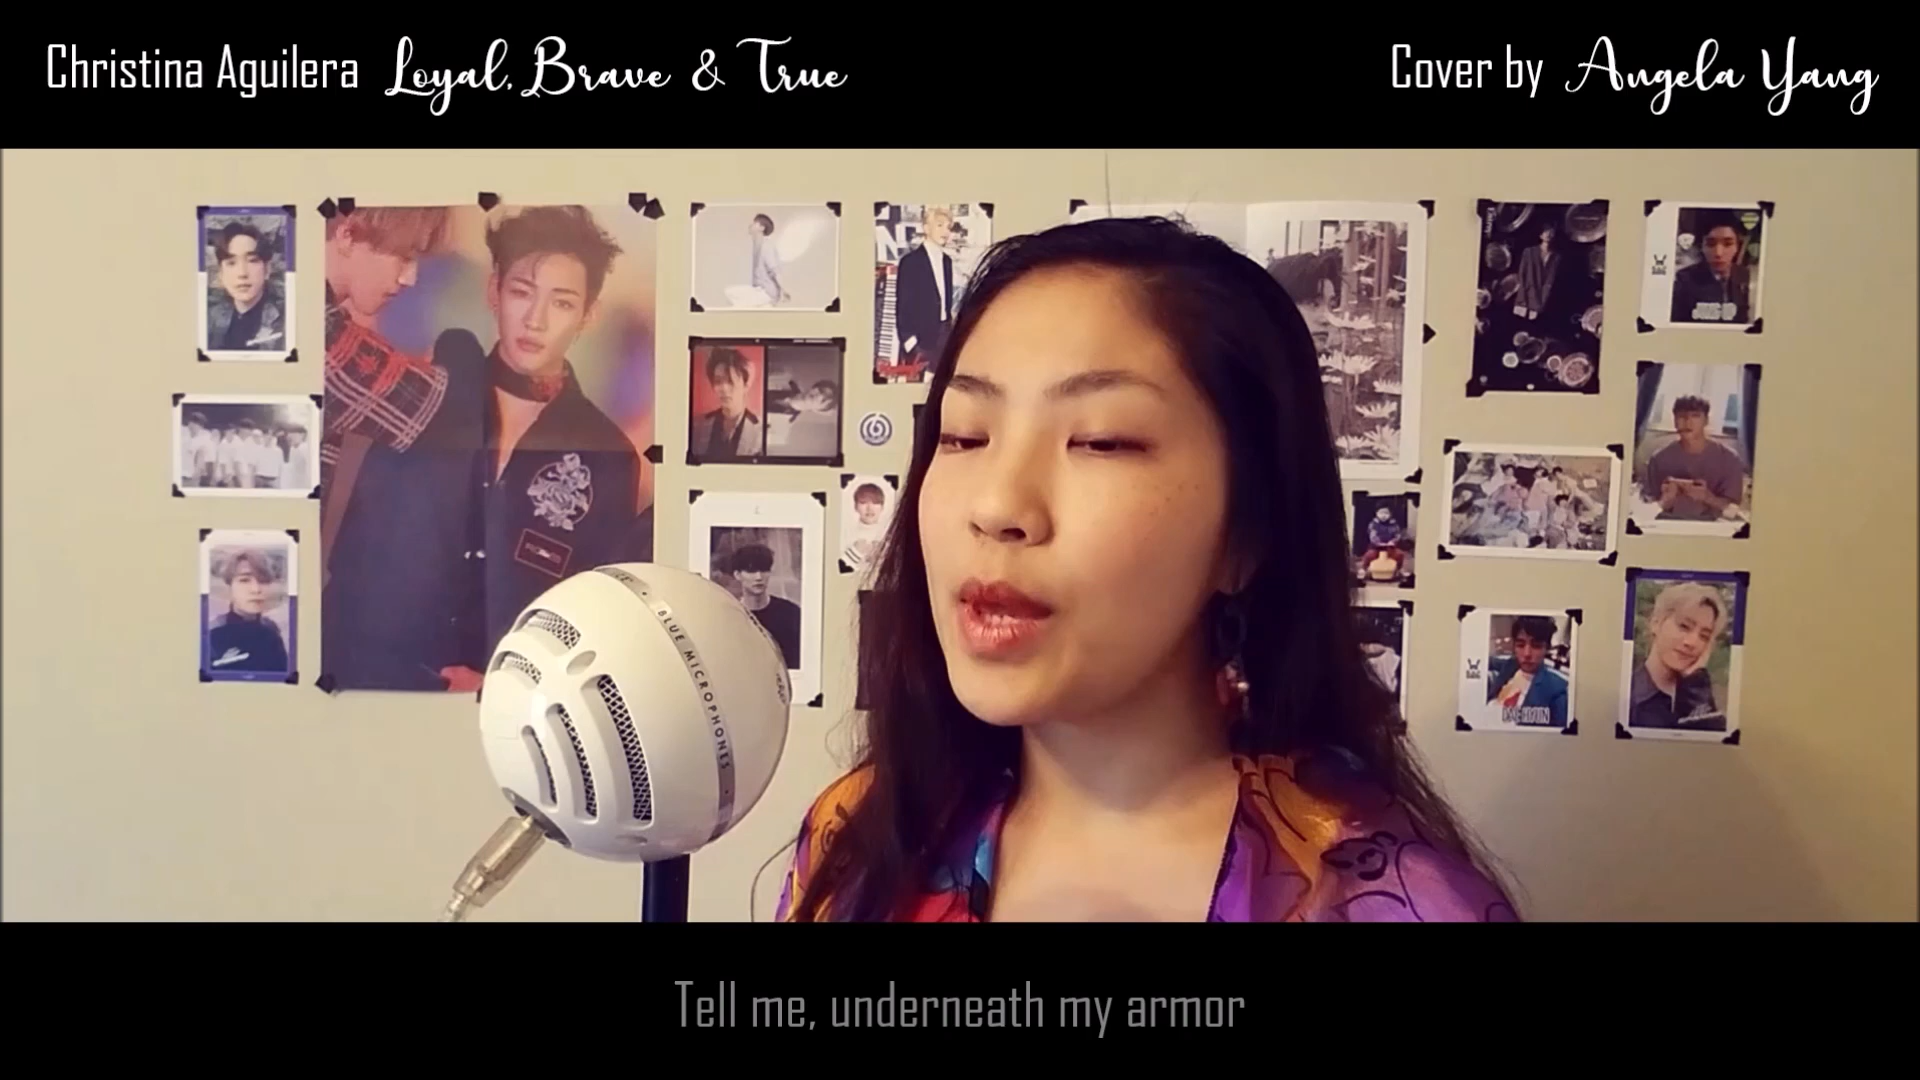 Christina Aguilera Loyal, Brave & True
Cover by Angela Yang
BLUE MICROPHONES
Tell me, underneath my armor